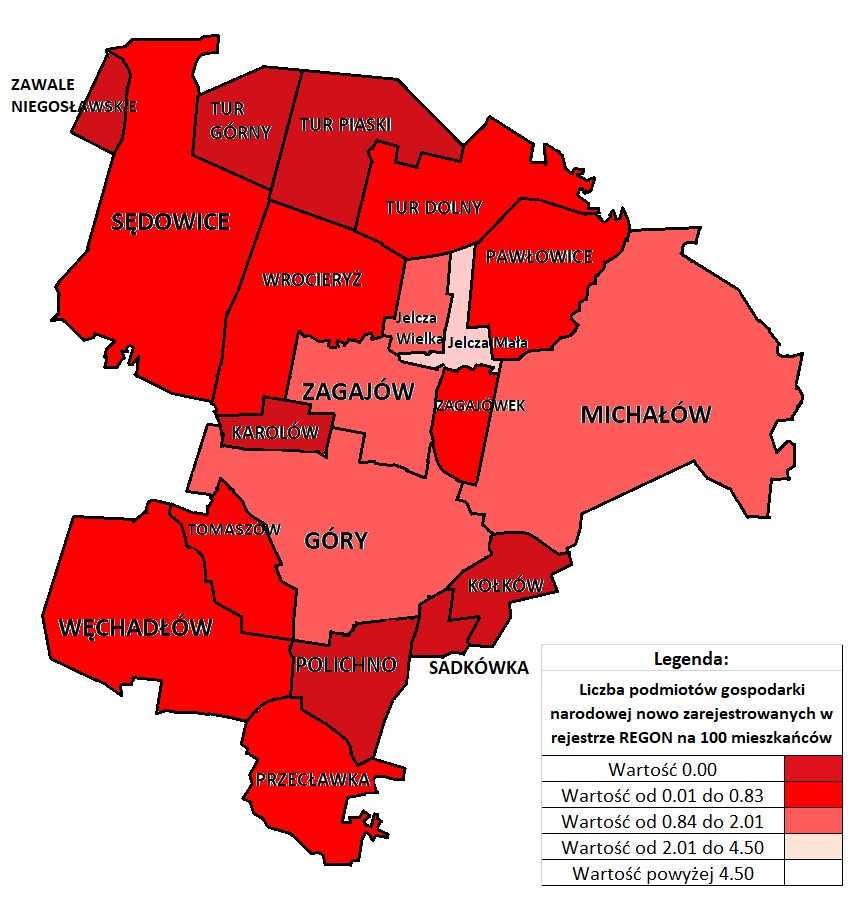 ZAWALE
NIEGOSŁAWSKIE
TUR
GÓRNY
TUR PIASKI
TUR DOLNY
SĘDOWICE
PAWŁOWICE
WROCIERYŻ
Jelcza
Wielka
Jelcza Mała
ZAGAJÓW
ZAGAJÓWEK
MICHAŁÓW
KAROLÓW
TOMASZÓW
GÓRY
KOŁKÓW
WĘCHADŁÓW
POLICHNO
SADKÓWKA
PRZECŁAWKA
Legenda:
Liczba podmiotów gospodarki
narodowej nowo zarejestrowanych w
rejestrze REGON na 100 mieszkańców
Wartość 0.00
Wartość od 0.01 do 0.83
Wartość od 0.84 do 2.01
Wartość od 2.01 do 4.50
Wartość powyżej 4.50